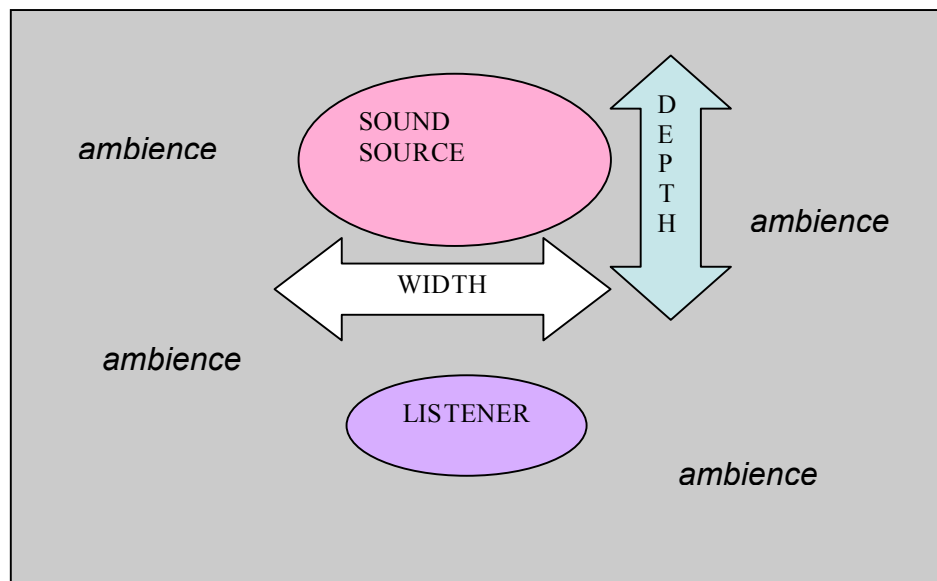 SOUND
SOURCE
D
E
P
T
H
ambience
ambience
WIDTH
ambience
LISTENER
ambience